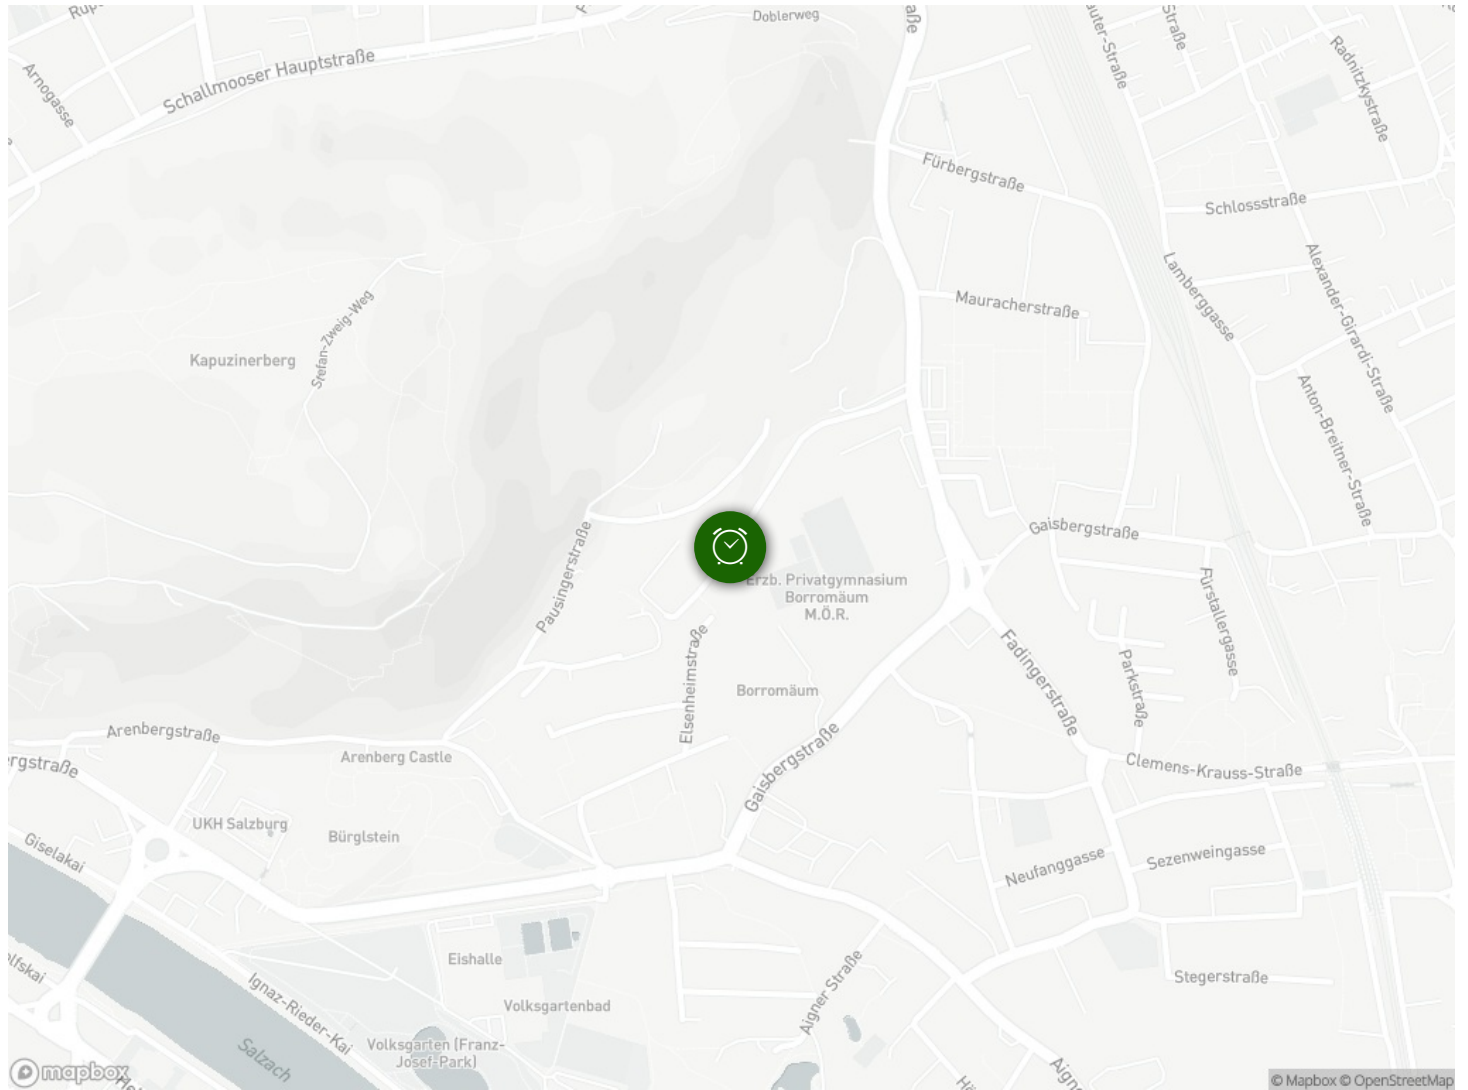 Doblerweg
Schallmooser Hauptstraße
Arnogasse
Radnitzkystraße
Fürbergstraße
Schlossstraße
Lamberggasse
Alexander-Girardi-Straße
Mauracherstraße
Stefan-Zweig-Weg
Kapuzinerberg
Anton-Breitner-Straße
Gaisbergstraße
Pausingerstraße
Erzb. Privatgymnasium
Borromäum
M.Ö.R.
Fürstallergasse
Fadingerstraße
Parkstraße
Elsenheimstraße
Borromäum
Arenbergstraße
Arenberg Castle
Gaisbergstraße
Clemens-Krauss-Straße
UKH Salzburg
Bürglstein
Giselakai
Neufanggasse
Sezenweingasse
Eishalle
Ignaz-Rieder-Kai
Volksgartenbad
Aigner Straße
Stegerstraße
Volksgarten (Franz-
Josef-Park)
Salzach
mapbox
© Mapbox © OpenStreetMap